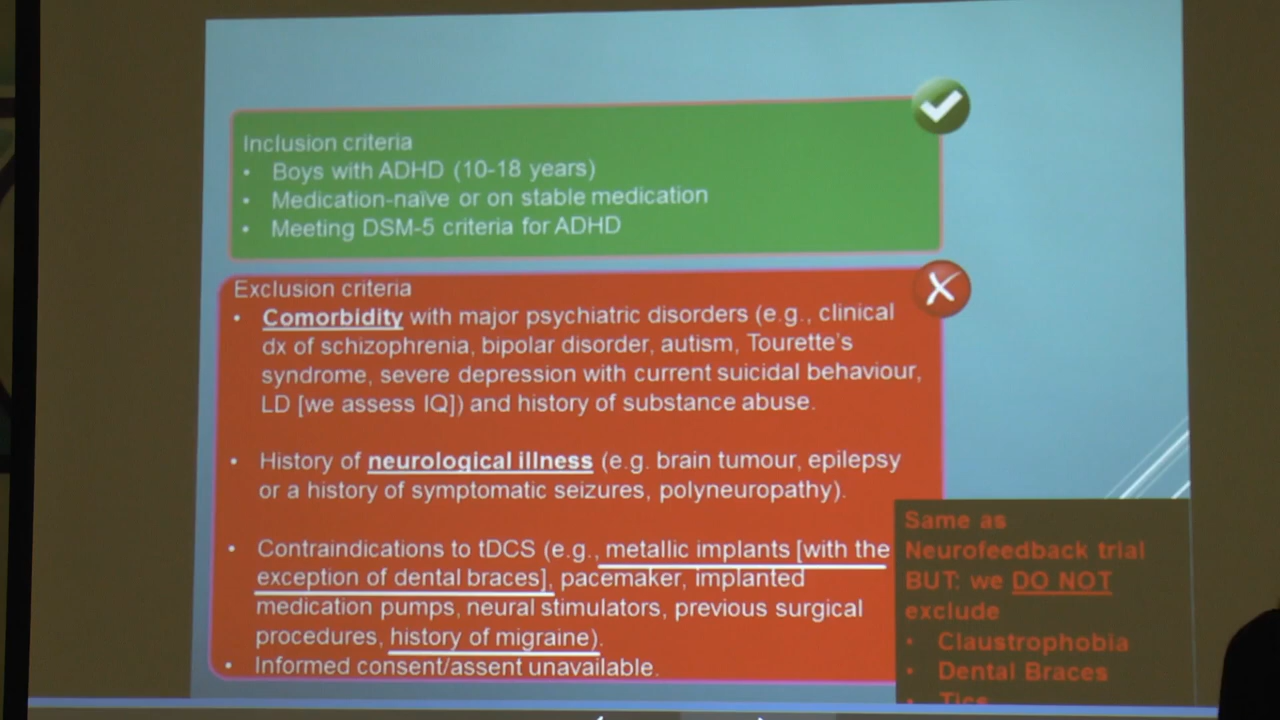 Inclusion criteria
• Boys with ADHD (10-18 years)
• Medication-naïve or on stable medication
• Meeting DSM-5 criteria for ADHD
Exclusion criteria
• Comorbidity with major psychiatric disorders (e.g., clinical
dx of schizophrenia, bipolar disorder, autism, Tourette's
syndrome, severe depression with current suicidal behaviour,
LD [we assess IQ]) and history of substance abuse.
• History of neurological illness (e.g. brain tumour, epilepsy
or a history of symptomatic seizures, polyneuropathy).
• Contraindications to tDCS (e.g., metallic implants [with the
exception of dental braces], pacemaker, implanted
medication pumps, neural stimulators, previous surgical
procedures, history of migraine).
• Informed consent/assent unavailable.
Same as
Neurofeedback trial
BUT: we DO NOT
exclude
• Claustrophobia
• Dental Braces
• Tics